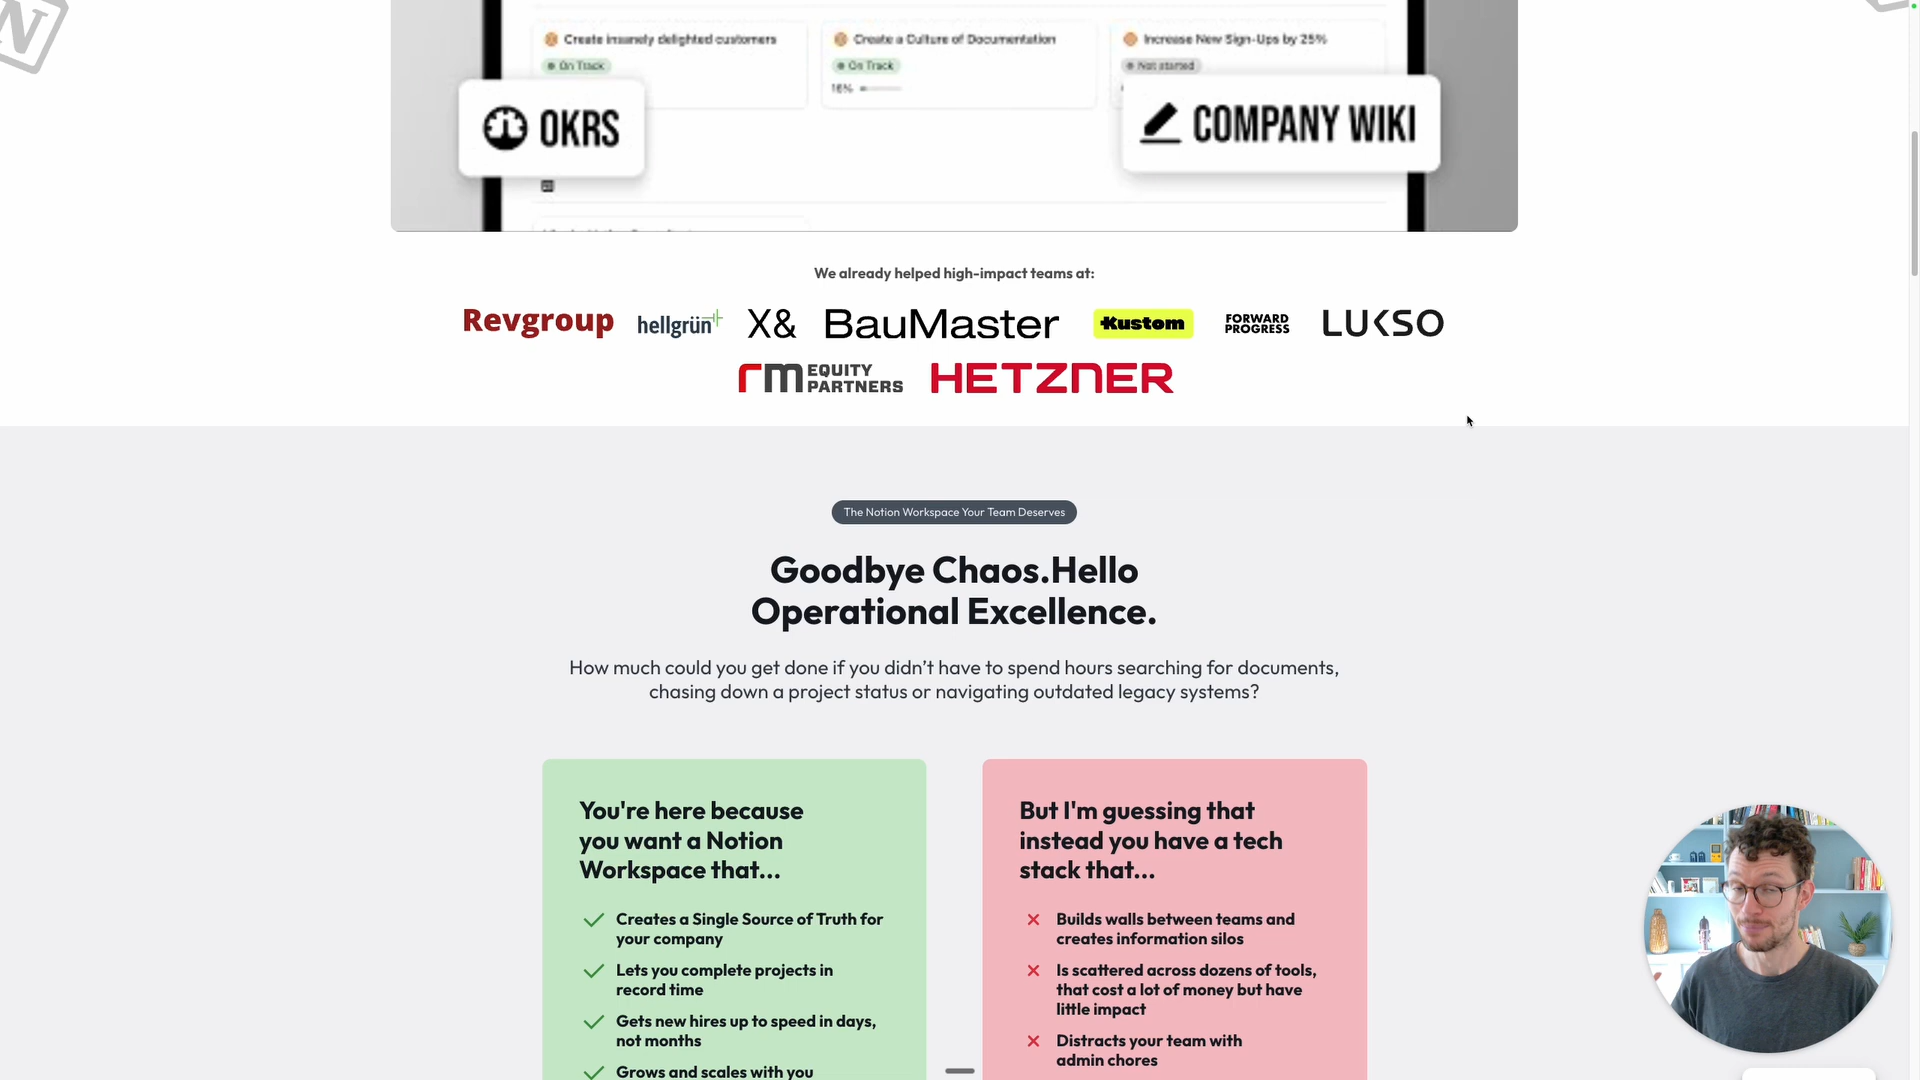 N
Create insanely delighted customers
On Track
Create a Culture of Documentation
On Track
16%
Increase New Sign-Ups by 25%
Not started
OKRS
COMPANY WIKI
We already helped high-impact teams at:
Revgroup
hellgrün
X&
BauMaster
Kustom
FORWARD
PROGRESS
LUKSO
rm EQUITY
PARTNERS
HETZNER
The Notion Workspace Your Team Deserves
Goodbye Chaos.Hello
Operational Excellence.
How much could you get done if you didn’t have to spend hours searching for documents,
chasing down a project status or navigating outdated legacy systems?
You're here because
you want a Notion
Workspace that...
Creates a Single Source of Truth for
your company
Lets you complete projects in
record time
Gets new hires up to speed in days,
not months
Grows and scales with you
But I'm guessing that
instead you have a tech
stack that...
Builds walls between teams and
creates information silos
Is scattered across dozens of tools,
that cost a lot of money but have
little impact
Distracts your team with
admin chores